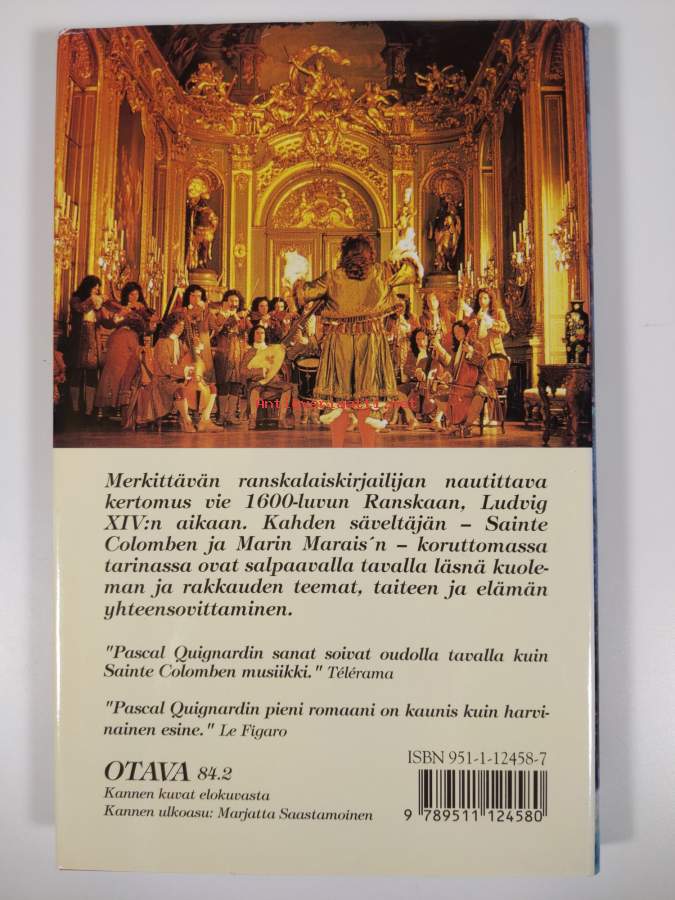 Antikvariaatti.net
Merkittävän ranskalaiskirjailijan nautittava
kertomus vie 1600-luvun Ranskaan, Ludvig
XIV:n aikaan. Kahden säveltäjän – Sainte
Colomben ja Marin Marais´n – koruttomassa
tarinassa ovat salpaavalla tavalla läsnä kuole-
man ja rakkauden teemat, taiteen ja elämän
yhteensovittaminen.
"Pascal Quignardin sanat soivat oudolla tavalla kuin
Sainte Colomben musiikki." Télérama
"Pascal Quignardin pieni romaani on kaunis kuin harvi-
nainen esine." Le Figaro
OTAVA 84.2
Kannen kuvat elokuvasta
Kannen ulkoasu: Marjatta Saastamoinen
ISBN 951-1-12458-7
9 789511 124580